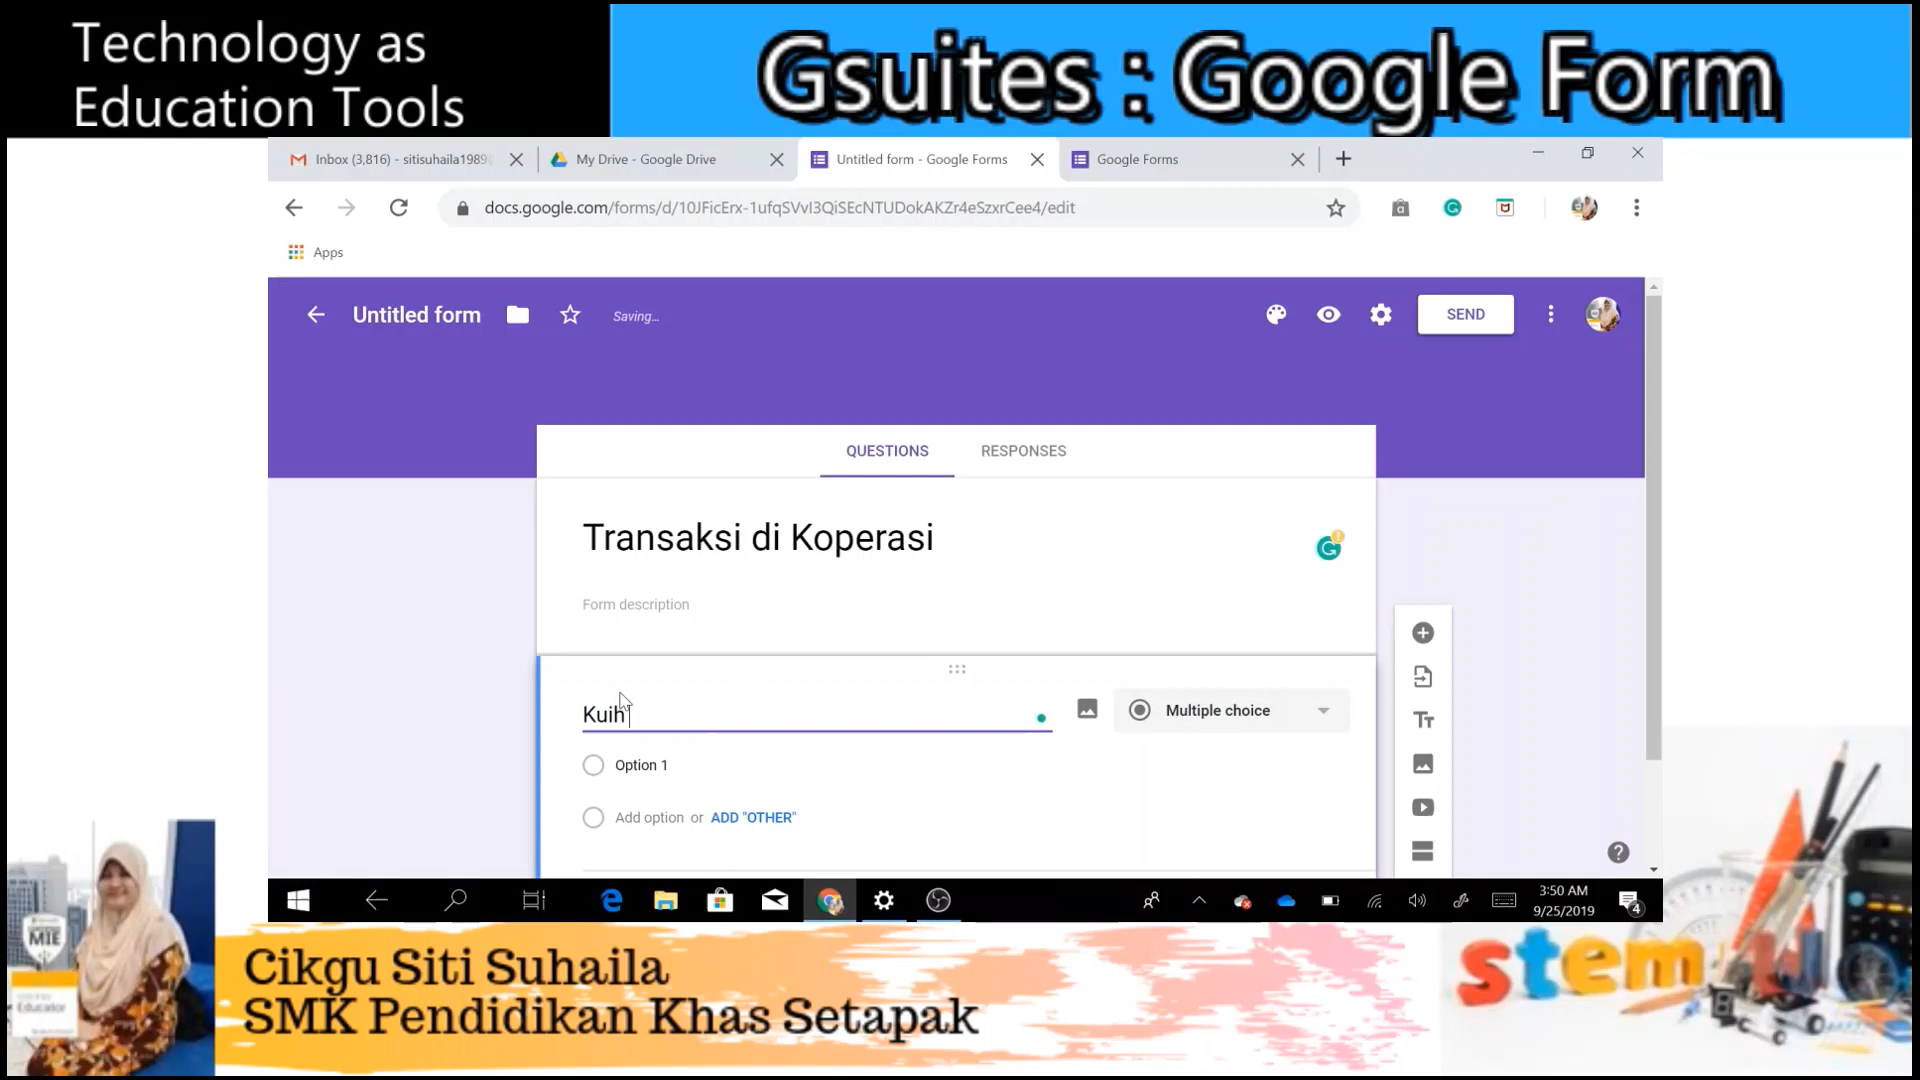 Technology as
Education Tools
Gsuites : Google Form
Inbox (3,816) - sitisuhaila1989
My Drive - Google Drive
Untitled form - Google Forms
Google Forms
docs.google.com/forms/d/10JFicErx-1ufqSVvI3QiSEcNTUDokAKZr4eSzxrCee4/edit
Apps
Untitled form
Saving...
SEND
QUESTIONS
RESPONSES
Transaksi di Koperasi
Form description
Kuih
Multiple choice
Option 1
Add option or ADD "OTHER"
3:50 AM
9/25/2019
4
MIE
Educator
Cikgu Siti Suhaila
SMK Pendidikan Khas Setapak
stem